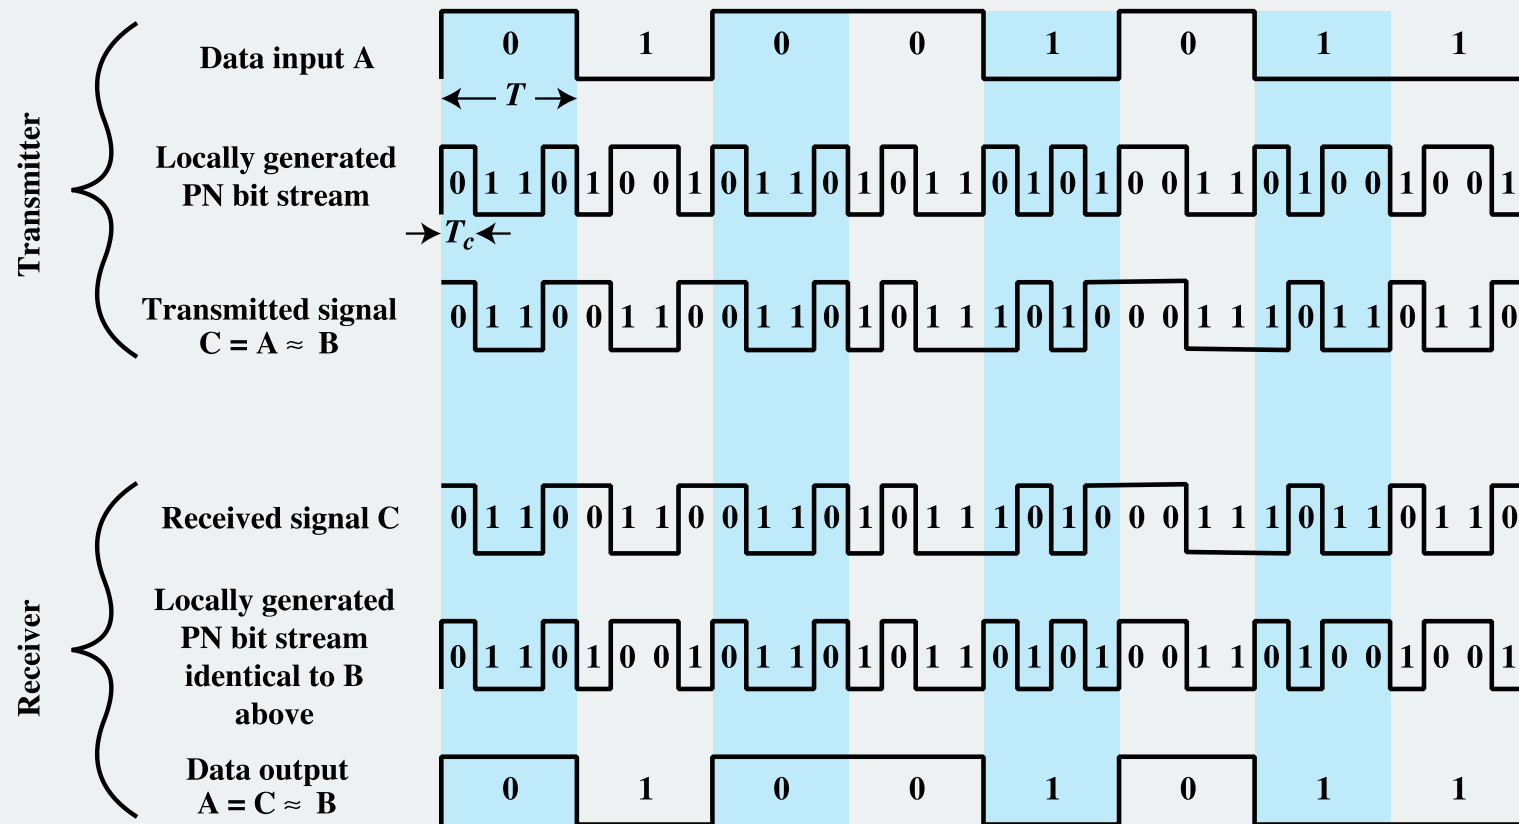 Transmitter
Data input A
0 1 0 0 1 0 1 1
T
Locally generated
PN bit stream
0 1 1 0 1 0 0 1 0 1 1 0 1 0 1 1 0 1 0 1 0 0 1 1 0 1 0 0 1 0 0 1
Tc
Transmitted signal
C = A ≈ B
0 1 1 0 0 1 1 0 0 1 1 0 1 0 1 1 1 0 1 0 0 0 1 1 1 0 1 1 0 1 1 0
Receiver
Received signal C
0 1 1 0 0 1 1 0 0 1 1 0 1 0 1 1 1 0 1 0 0 0 1 1 1 0 1 1 0 1 1 0
Locally generated
PN bit stream
identical to B
above
0 1 1 0 1 0 0 1 0 1 1 0 1 0 1 1 0 1 0 1 0 0 1 1 0 1 0 0 1 0 0 1
Data output
A = C ≈ B
0 1 0 0 1 0 1 1